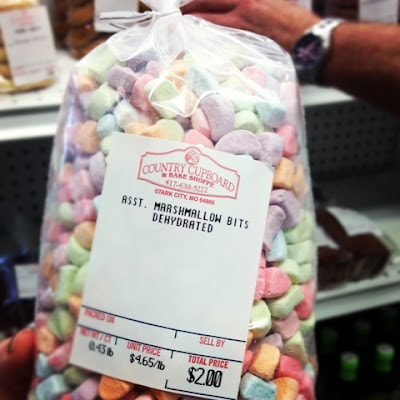 COUNTRY CUPBOARD
& BAKE SHOPPE
417-638-5222
STARK CITY, MO 64866
ASST. MARSHMALLOW BITS
DEHYDRATED
PACKED ON
SELL BY
NET WT/CT
UNIT PRICE
TOTAL PRICE
0.43 lb
$4.65/lb
$2.00